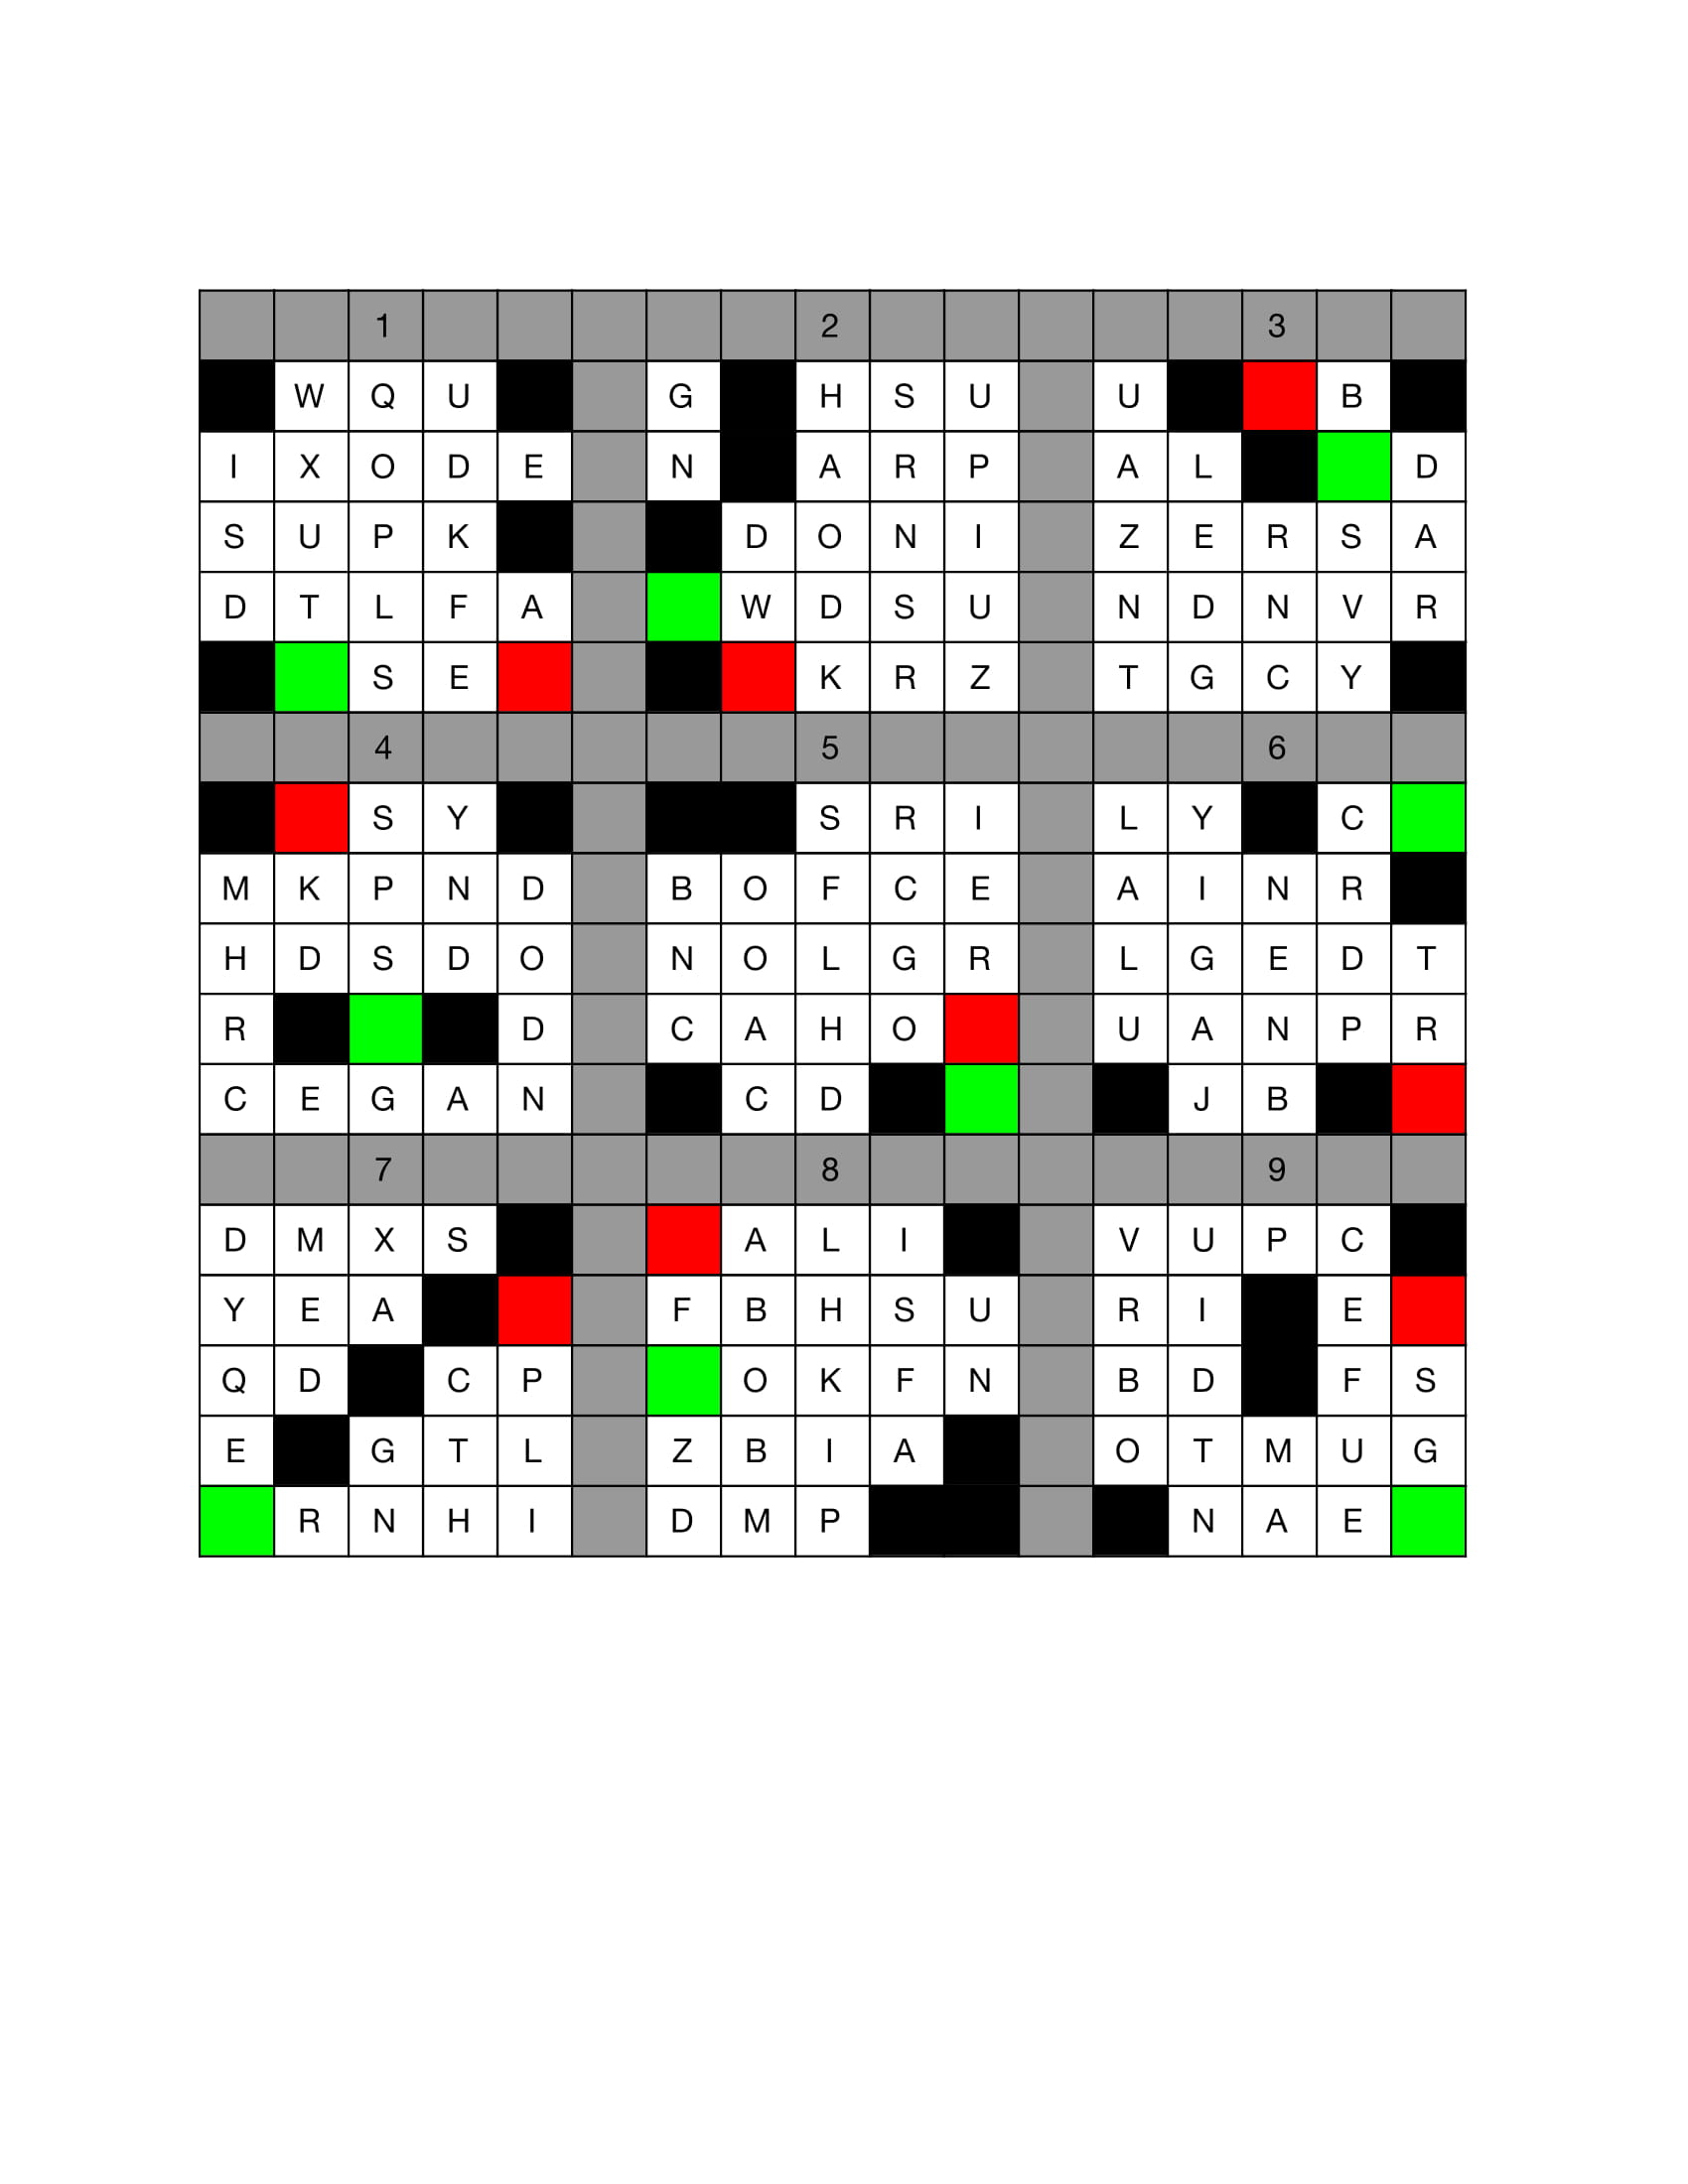 1 2 3
W Q U G H S U U B
I X O D E N A R P A L D
S U P K D O N I Z E R S A
D T L F A W D S U N D N V R
S E K R Z T G C Y
4 5 6
S Y S R I L Y C
M K P N D B O F C E A I N R
H D S D O N O L G R L G E D T
R D C A H O U A N P R
C E G A N C D J B
7 8 9
D M X S A L I V U P C
Y E A F B H S U R I E
Q D C P O K F N B D F S
E G T L Z B I A O T M U G
R N H I D M P N A E